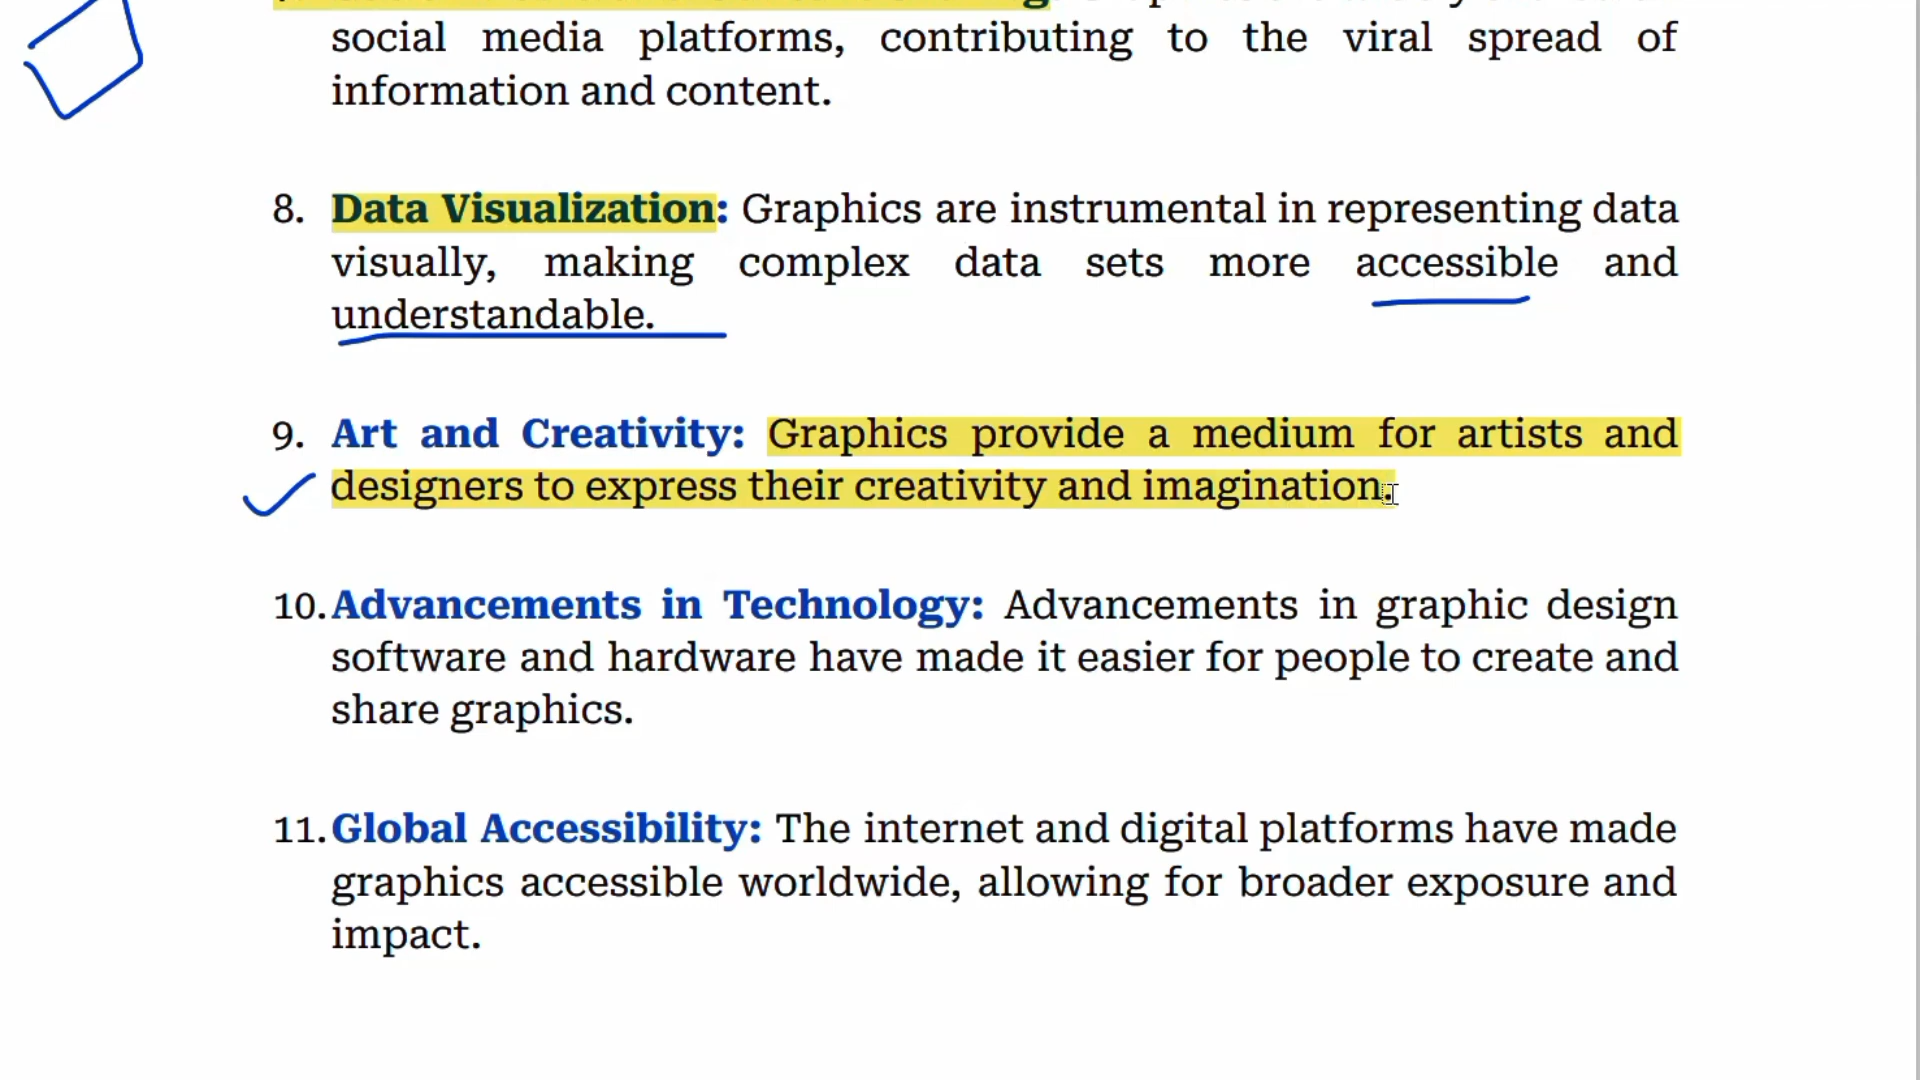 social media platforms, contributing to the viral spread of
information and content.
8. Data Visualization: Graphics are instrumental in representing data
visually, making complex data sets more accessible and
understandable.
9. Art and Creativity: Graphics provide a medium for artists and
designers to express their creativity and imagination.
10. Advancements in Technology: Advancements in graphic design
software and hardware have made it easier for people to create and
share graphics.
11. Global Accessibility: The internet and digital platforms have made
graphics accessible worldwide, allowing for broader exposure and
impact.